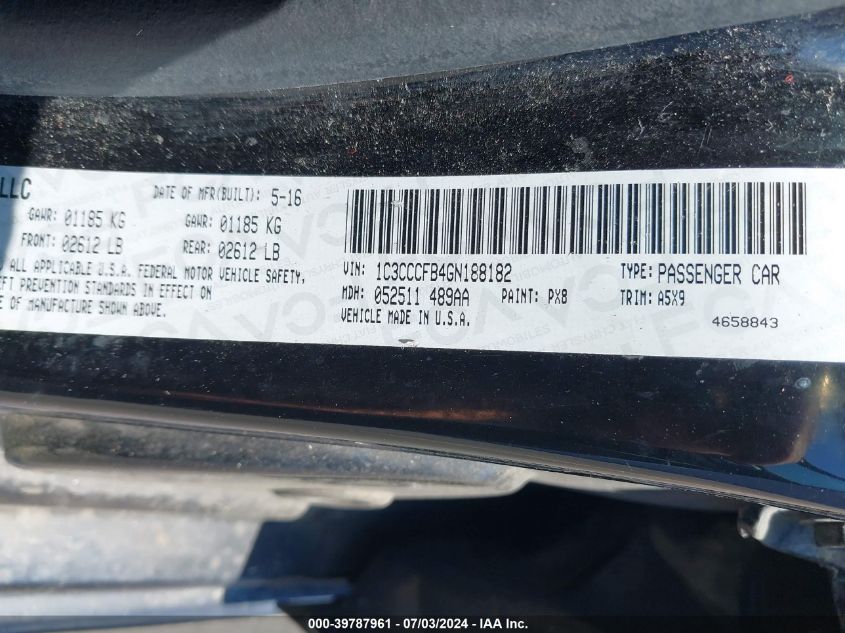 LLC
DATE OF MFR(BUILT): 5-16
GAWR: 01185 KG GAWR: 01185 KG
FRONT: 02612 LB REAR: 02612 LB
ALL APPLICABLE U.S.A. FEDERAL MOTOR VEHICLE SAFETY,
PREVENTION STANDARDS IN EFFECT ON
OF MANUFACTURE SHOWN ABOVE.
VIN: 1C3CCCFB4GN188182 TYPE: PASSENGER CAR
MDH: 052511 489AA PAINT: PX8 TRIM: A5X9
VEHICLE MADE IN U.S.A.
4658843
000-39787961 - 07/03/2024 - IAA Inc.